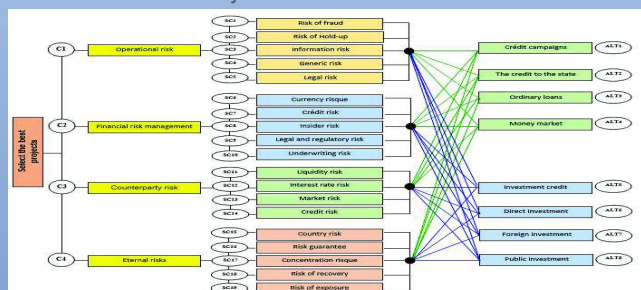 Select the best
projects
C1
Operational risk
SC1
Risk of fraud
SC2
Risk of Hold-up
SC3
Information risk
SC4
Generic risk
SC5
Legal risk
C2
Financial risk management
SC6
Currency risque
SC7
Crédit risk
SC8
Insider risk
SC9
Legal and regulatory risk
SC10
Underwriting risk
C3
Counterparty risk
SC11
Liquidity risk
SC12
Interest rate risk
SC13
Market risk
SC14
Credit risk
C4
Eternal risks
SC15
Country risk
SC16
Risk guarantee
SC17
Concentration risque
SC18
Risk of recovery
SC19
Risk of exposure
Crédit campaigns
ALT1
The credit to the state
ALT2
Ordinary loans
ALT3
Money market
ALT4
Investment credit
ALT5
Direct investment
ALT6
Foreign investment
ALT7
Public investment
ALT8